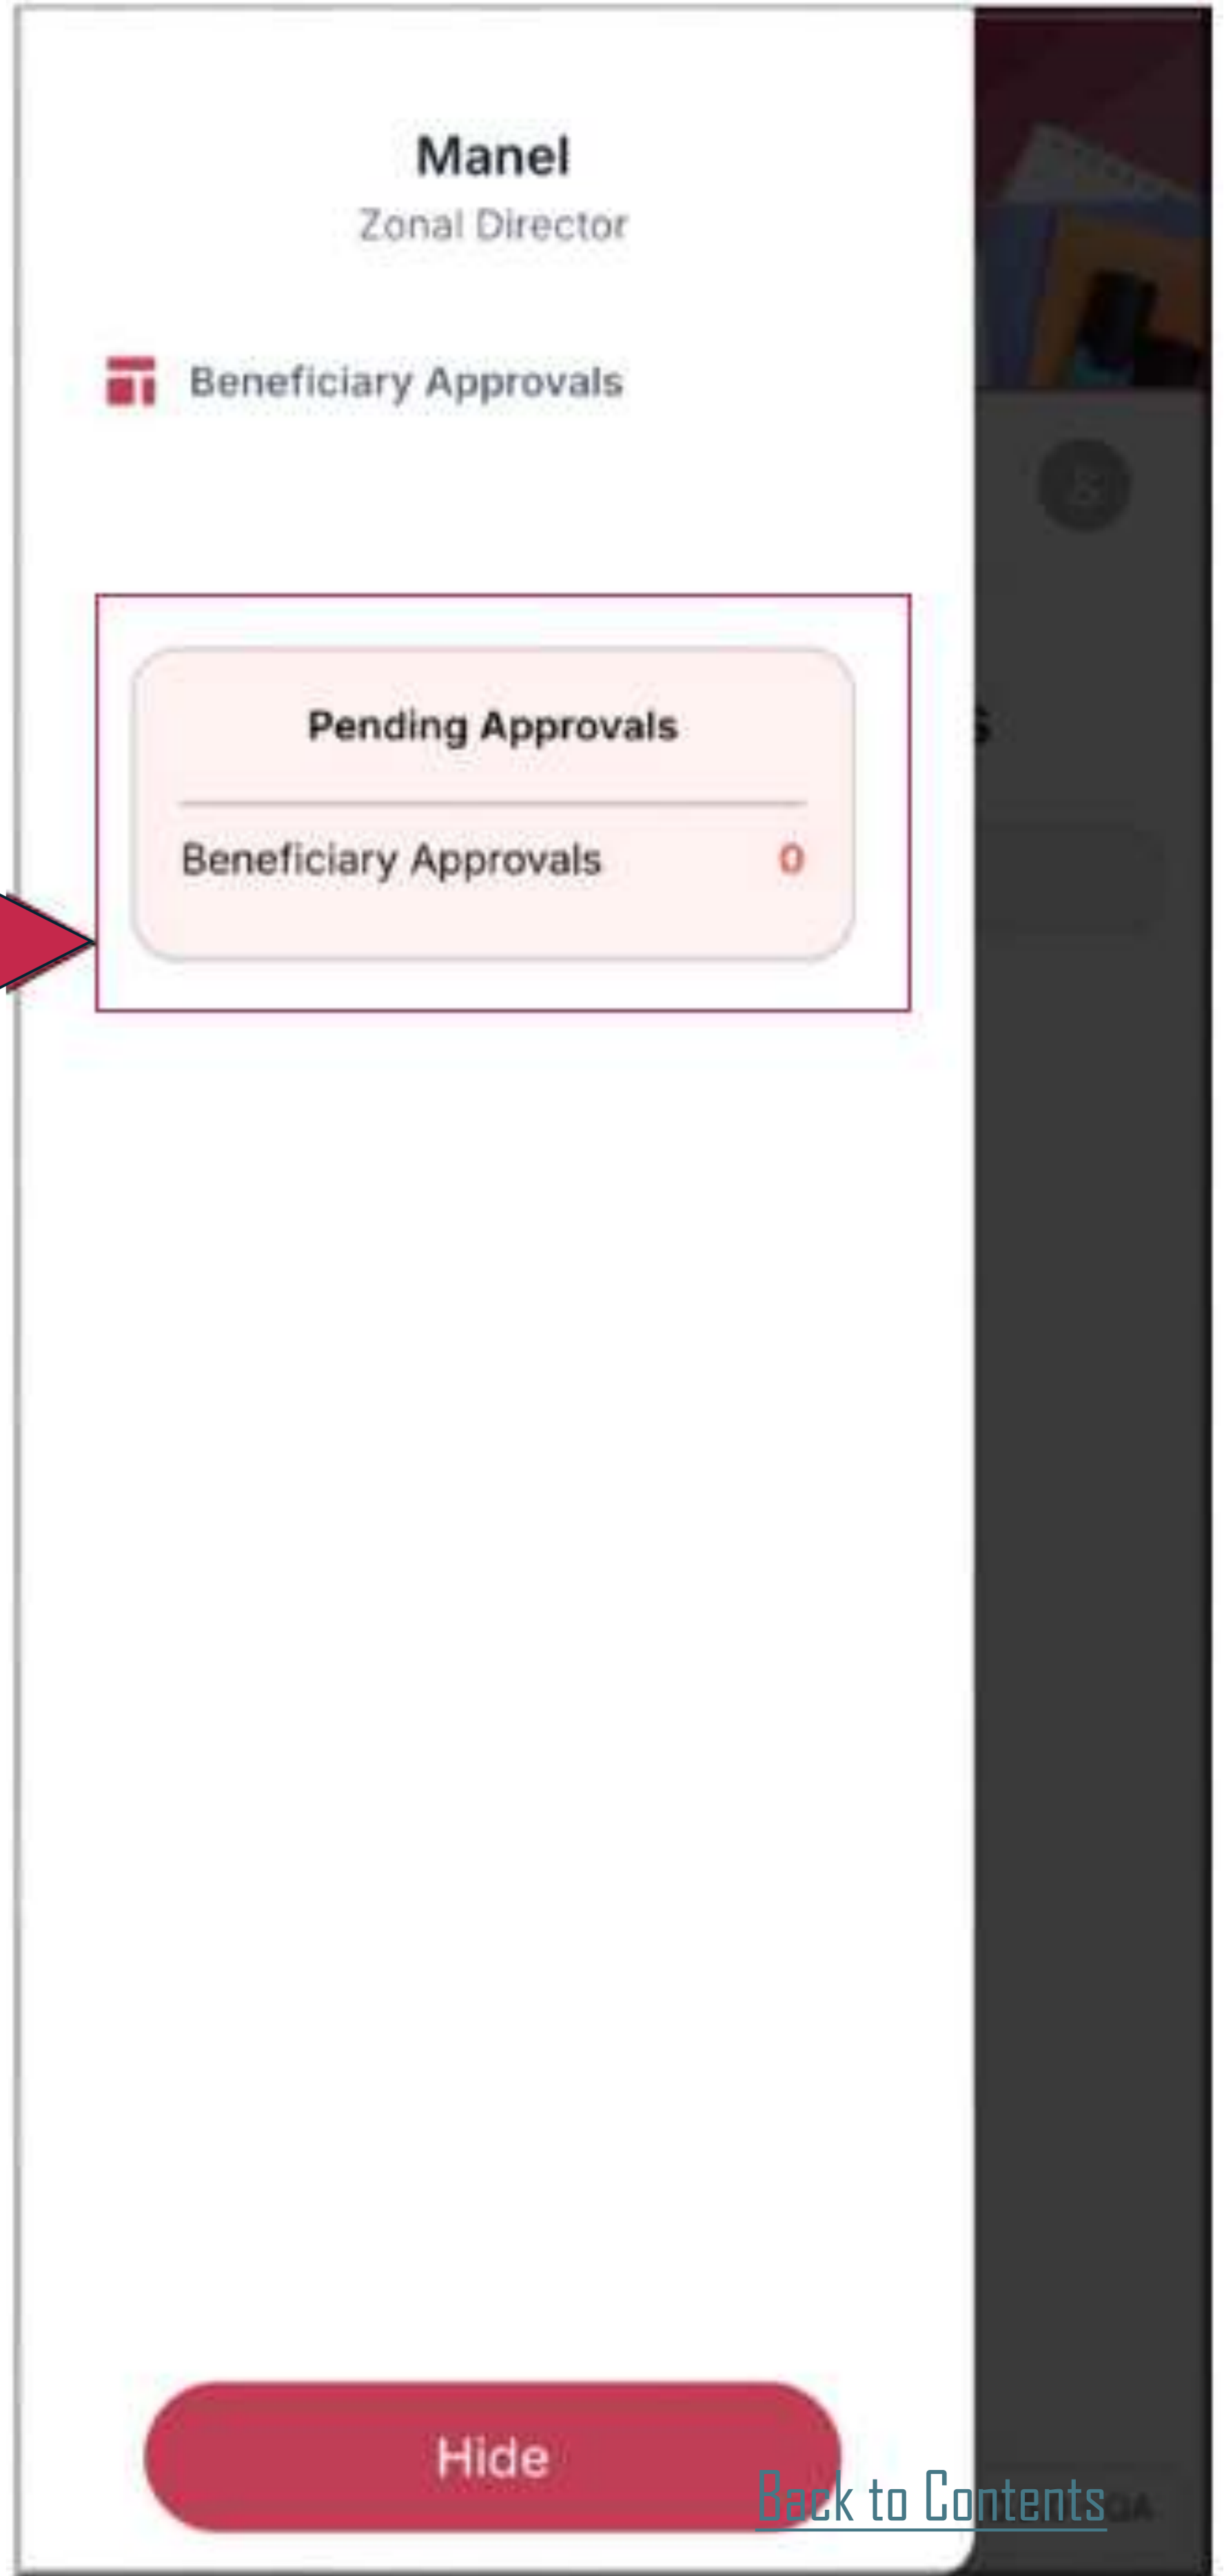 Manel
Zonal Director
Beneficiary Approvals
Pending Approvals
Beneficiary Approvals 0
Hide
Back to Contents